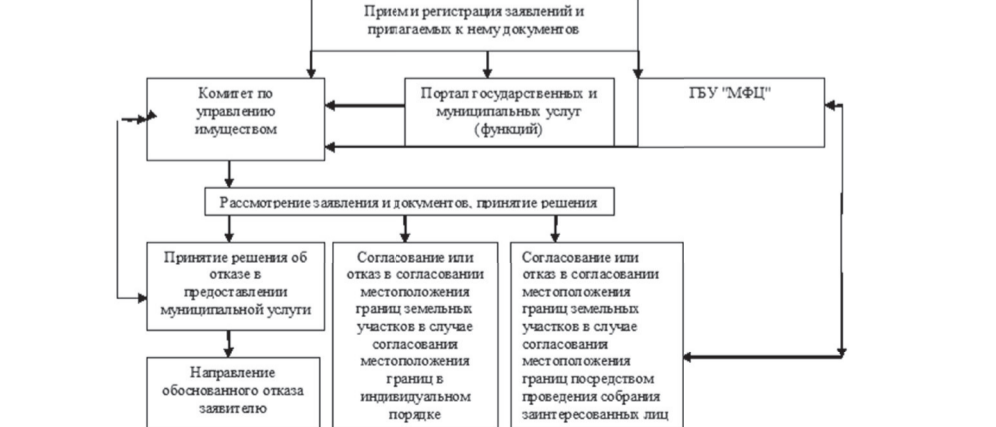 Прием и регистрация заявлений и
прилагаемых к нему документов
Комитет по
управлению
имуществом
Портал государственных и
муниципальных услуг
(функций)
ГБУ "МФЦ"
Рассмотрение заявления и документов, принятие решения
Принятие решения об
отказе в
предоставлении
муниципальной услуги
Согласование или
отказ в согласовании
местоположения
границ земельных
участков в случае
согласования
местоположения
границ в
индивидуальном
порядке
Согласование или
отказ в согласовании
местоположения
границ земельных
участков в случае
согласования
местоположения
границ посредством
проведения собрания
заинтересованных лиц
Направление
обоснованного отказа
заявителю